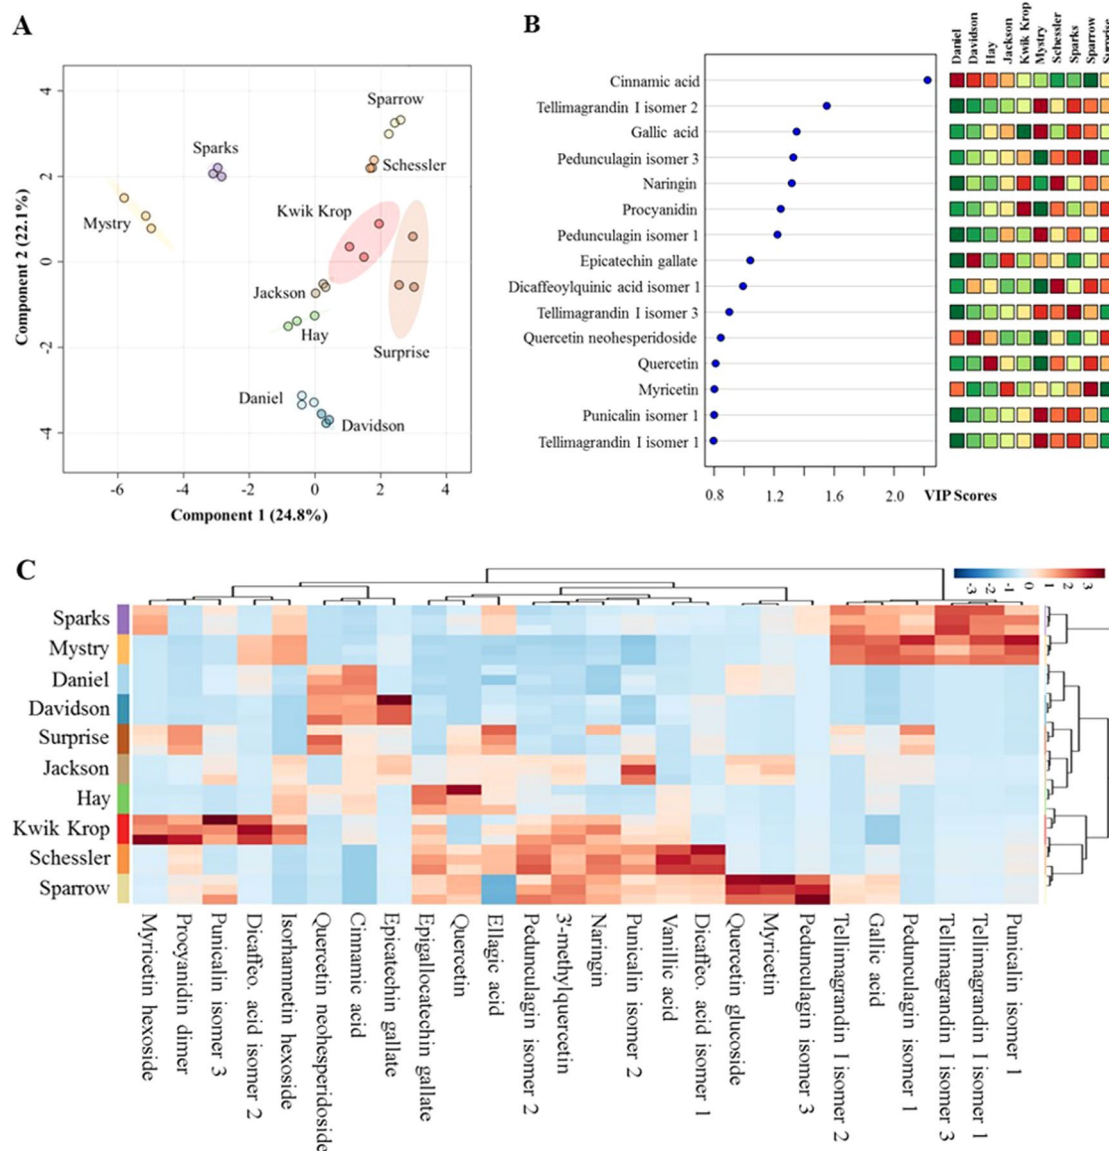 A
4
2
0
-2
-4
-6
-4
-2
0
2
4
Component 1 (24.8%)
Component 2 (22.1%)
Sparrow
Sparks
Schessler
Kwik Krop
Mystry
Jackson
Hay
Surprise
Daniel
Davidson
B
Daniel
Davidson
Hay
Jackson
Kwik Krop
Mystry
Schessler
Sparks
Sparrow
Cinnamic acid
Tellimagrandin I isomer 2
Gallic acid
Pedunculagin isomer 3
Naringin
Procyanidin
Pedunculagin isomer 1
Epicatechin gallate
Dicaffeoylquinic acid isomer 1
Tellimagrandin I isomer 3
Quercetin neohesperidoside
Quercetin
Myricetin
Punicalin isomer 1
Tellimagrandin I isomer 1
0.8
1.2
1.6
2.0
VIP Scores
C
-3
-2
-1
0
1
2
3
Sparks
Mystry
Daniel
Davidson
Surprise
Jackson
Hay
Kwik Krop
Schessler
Sparrow
Myricetin hexoside
Procyanidin dimer
Punicalin isomer 3
Dicaffeo. acid isomer 2
Isorhamnetin hexoside
Quercetin neohesperidoside
Cinnamic acid
Epicatechin gallate
Epigallocatechin gallate
Quercetin
Ellagic acid
Pedunculagin isomer 2
3'-methylquercetin
Naringin
Punicalin isomer 2
Vanillic acid
Dicaffeo. acid isomer 1
Quercetin glucoside
Myricetin
Pedunculagin isomer 3
Tellimagrandin I isomer 2
Gallic acid
Pedunculagin isomer 1
Tellimagrandin I isomer 3
Tellimagrandin I isomer 1
Punicalin isomer 1